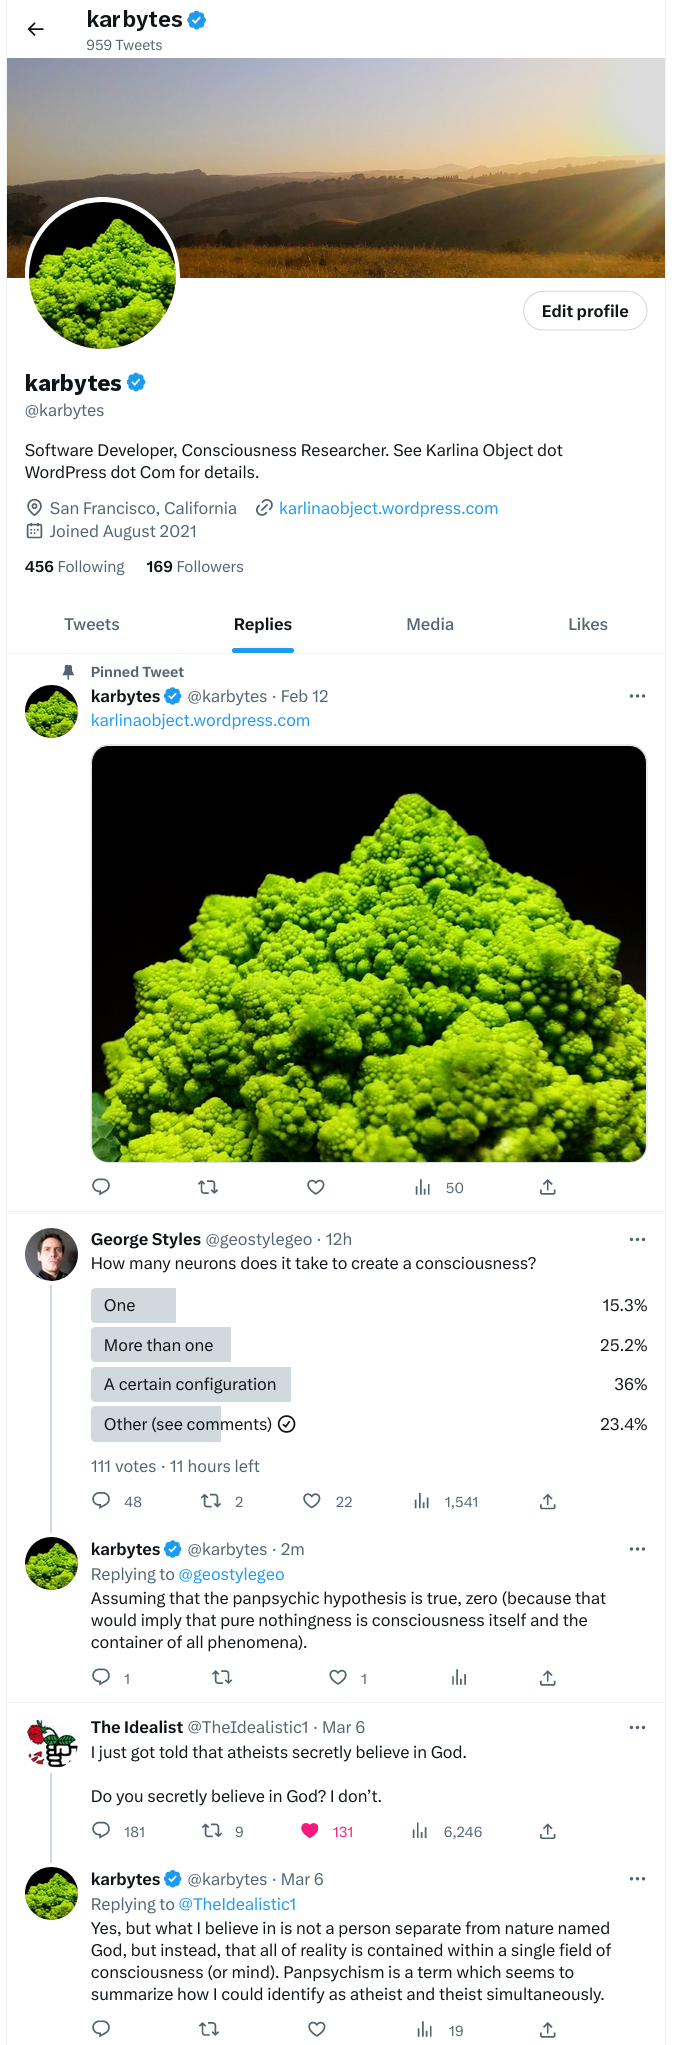 karbytes
959 Tweets
Edit profile
karbytes
@karbytes
Software Developer, Consciousness Researcher. See Karlina Object dot
WordPress dot Com for details.
San Francisco, California karlinaobject.wordpress.com
Joined August 2021
456 Following 169 Followers
Tweets Replies Media Likes
Pinned Tweet
karbytes @karbytes · Feb 12
karlinaobject.wordpress.com
50
George Styles @geostylegeo · 12h
How many neurons does it take to create a consciousness?
One 15.3%
More than one 25.2%
A certain configuration 36%
Other (see comments) 23.4%
111 votes · 11 hours left
48 2 22 1,541
karbytes @karbytes · 2m
Replying to @geostylegeo
Assuming that the panpsychic hypothesis is true, zero (because that
would imply that pure nothingness is consciousness itself and the
container of all phenomena).
1 1
The Idealist @TheIdealistic1 · Mar 6
I just got told that atheists secretly believe in God.
Do you secretly believe in God? I don’t.
181 9 131 6,246
karbytes @karbytes · Mar 6
Replying to @TheIdealistic1
Yes, but what I believe in is not a person separate from nature named
God, but instead, that all of reality is contained within a single field of
consciousness (or mind). Panpsychism is a term which seems to
summarize how I could identify as atheist and theist simultaneously.
19